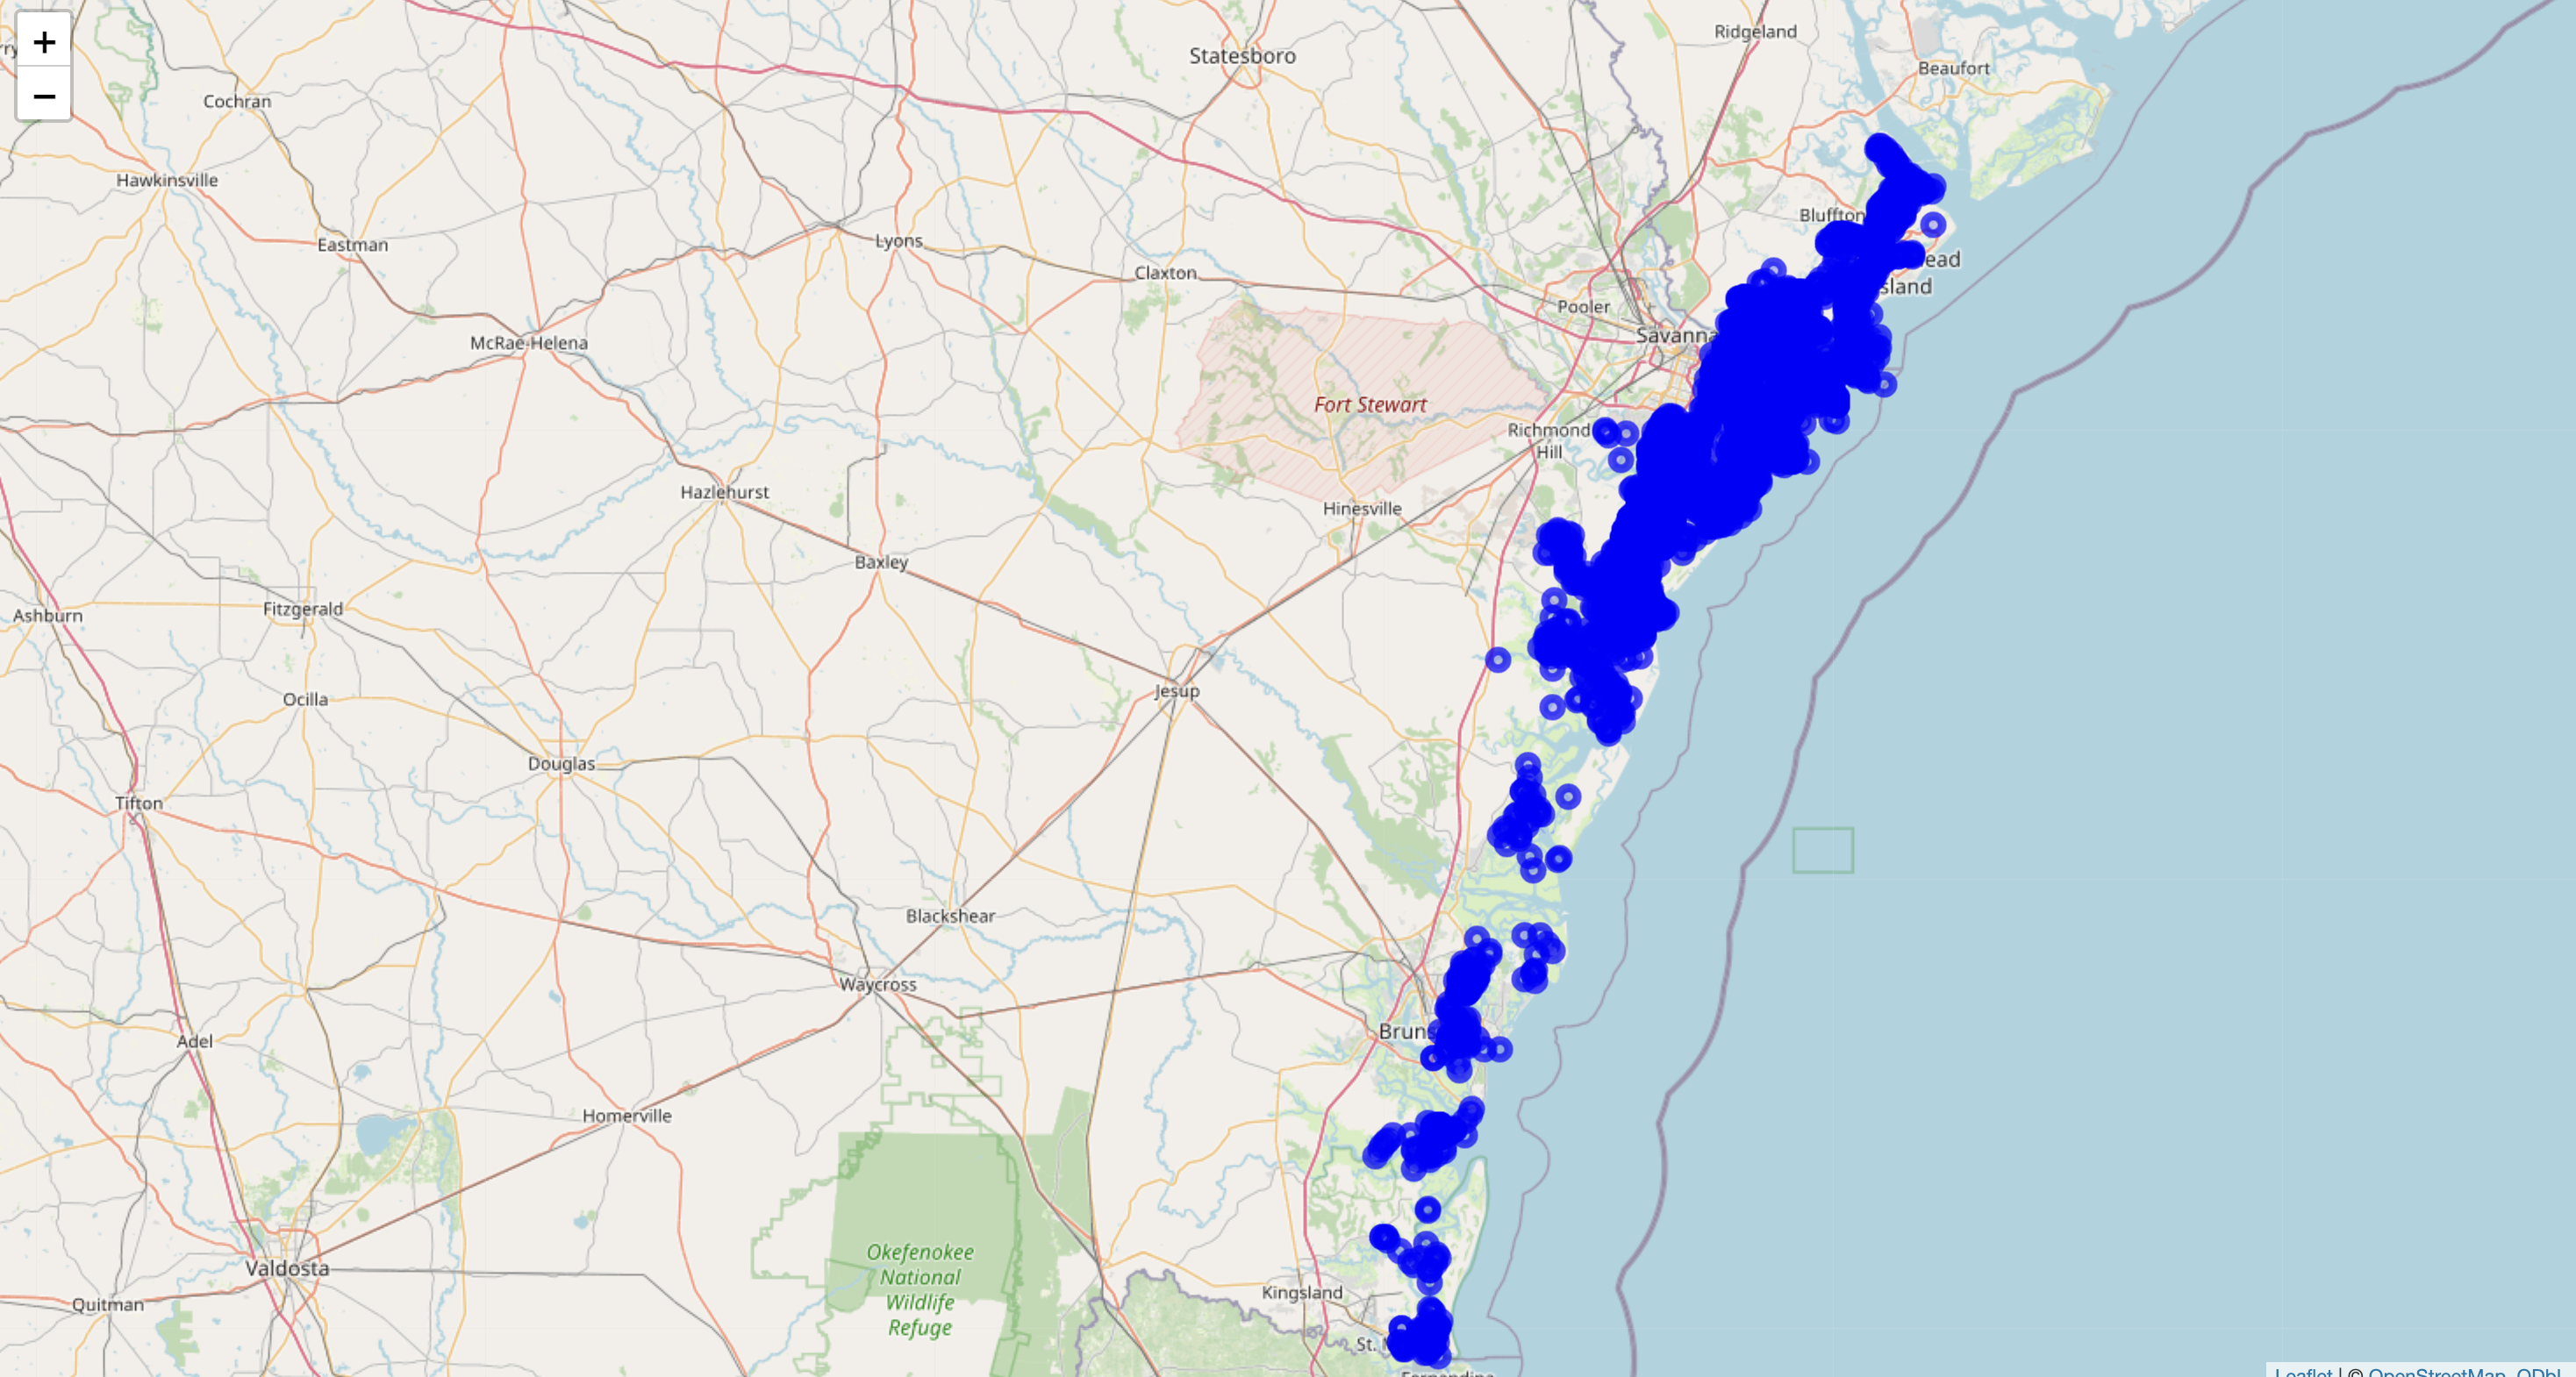 +
−
Ridgeland
Statesboro
Beaufort
Cochran
Hawkinsville
Bluffton
Eastman
Lyons
ead
sland
Claxton
Pooler
Savanna
McRae-Helena
Fort Stewart
Richmond
Hill
Hazlehurst
Hinesville
Baxley
Fitzgerald
Ashburn
Jesup
Ocilla
Douglas
Tifton
Blackshear
Waycross
Bruns
Adel
Homerville
Okefenokee
National
Wildlife
Refuge
Valdosta
Kingsland
Quitman
St.
Fernandina
Leaflet | © OpenStreetMap, ODbL